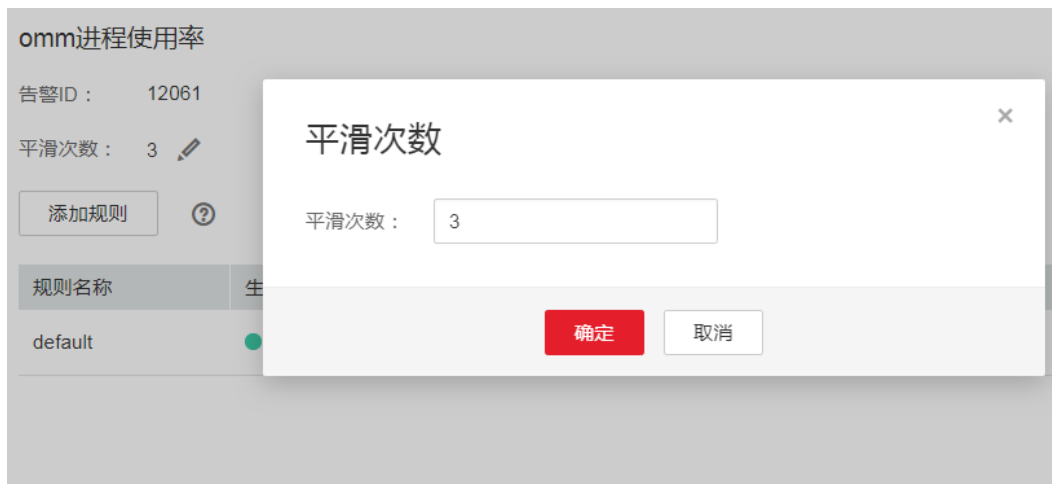 omm进程使用率
告警ID： 12061
平滑次数： 3
添加规则
规则名称 生
default
平滑次数
平滑次数： 3
确定 取消